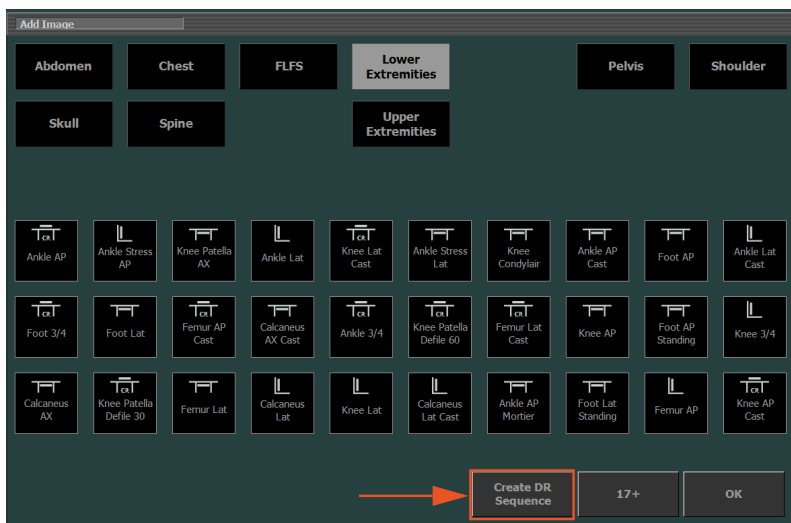 Add Image
Abdomen
Chest
FLFS
Lower
Extremities
Pelvis
Shoulder
Skull
Spine
Upper
Extremities
CR
Ankle AP
Ankle Stress
AP
Knee Patella
AX
Ankle Lat
CR
Knee Lat
Cast
Ankle Stress
Lat
Knee
Condylair
Ankle AP
Cast
Foot AP
Ankle Lat
Cast
CR
Foot 3/4
Foot Lat
CR
Femur AP
Cast
Calcaneus
AX Cast
CR
Ankle 3/4
CR
Knee Patella
Defile 60
CR
Femur Lat
Cast
Knee AP
Foot AP
Standing
Knee 3/4
Calcaneus
AX
CR
Knee Patella
Defile 30
Femur Lat
Calcaneus
Lat
Knee Lat
Calcaneus
Lat Cast
Ankle AP
Mortier
Foot Lat
Standing
Femur AP
CR
Knee AP
Cast
Create DR
Sequence
17+
OK